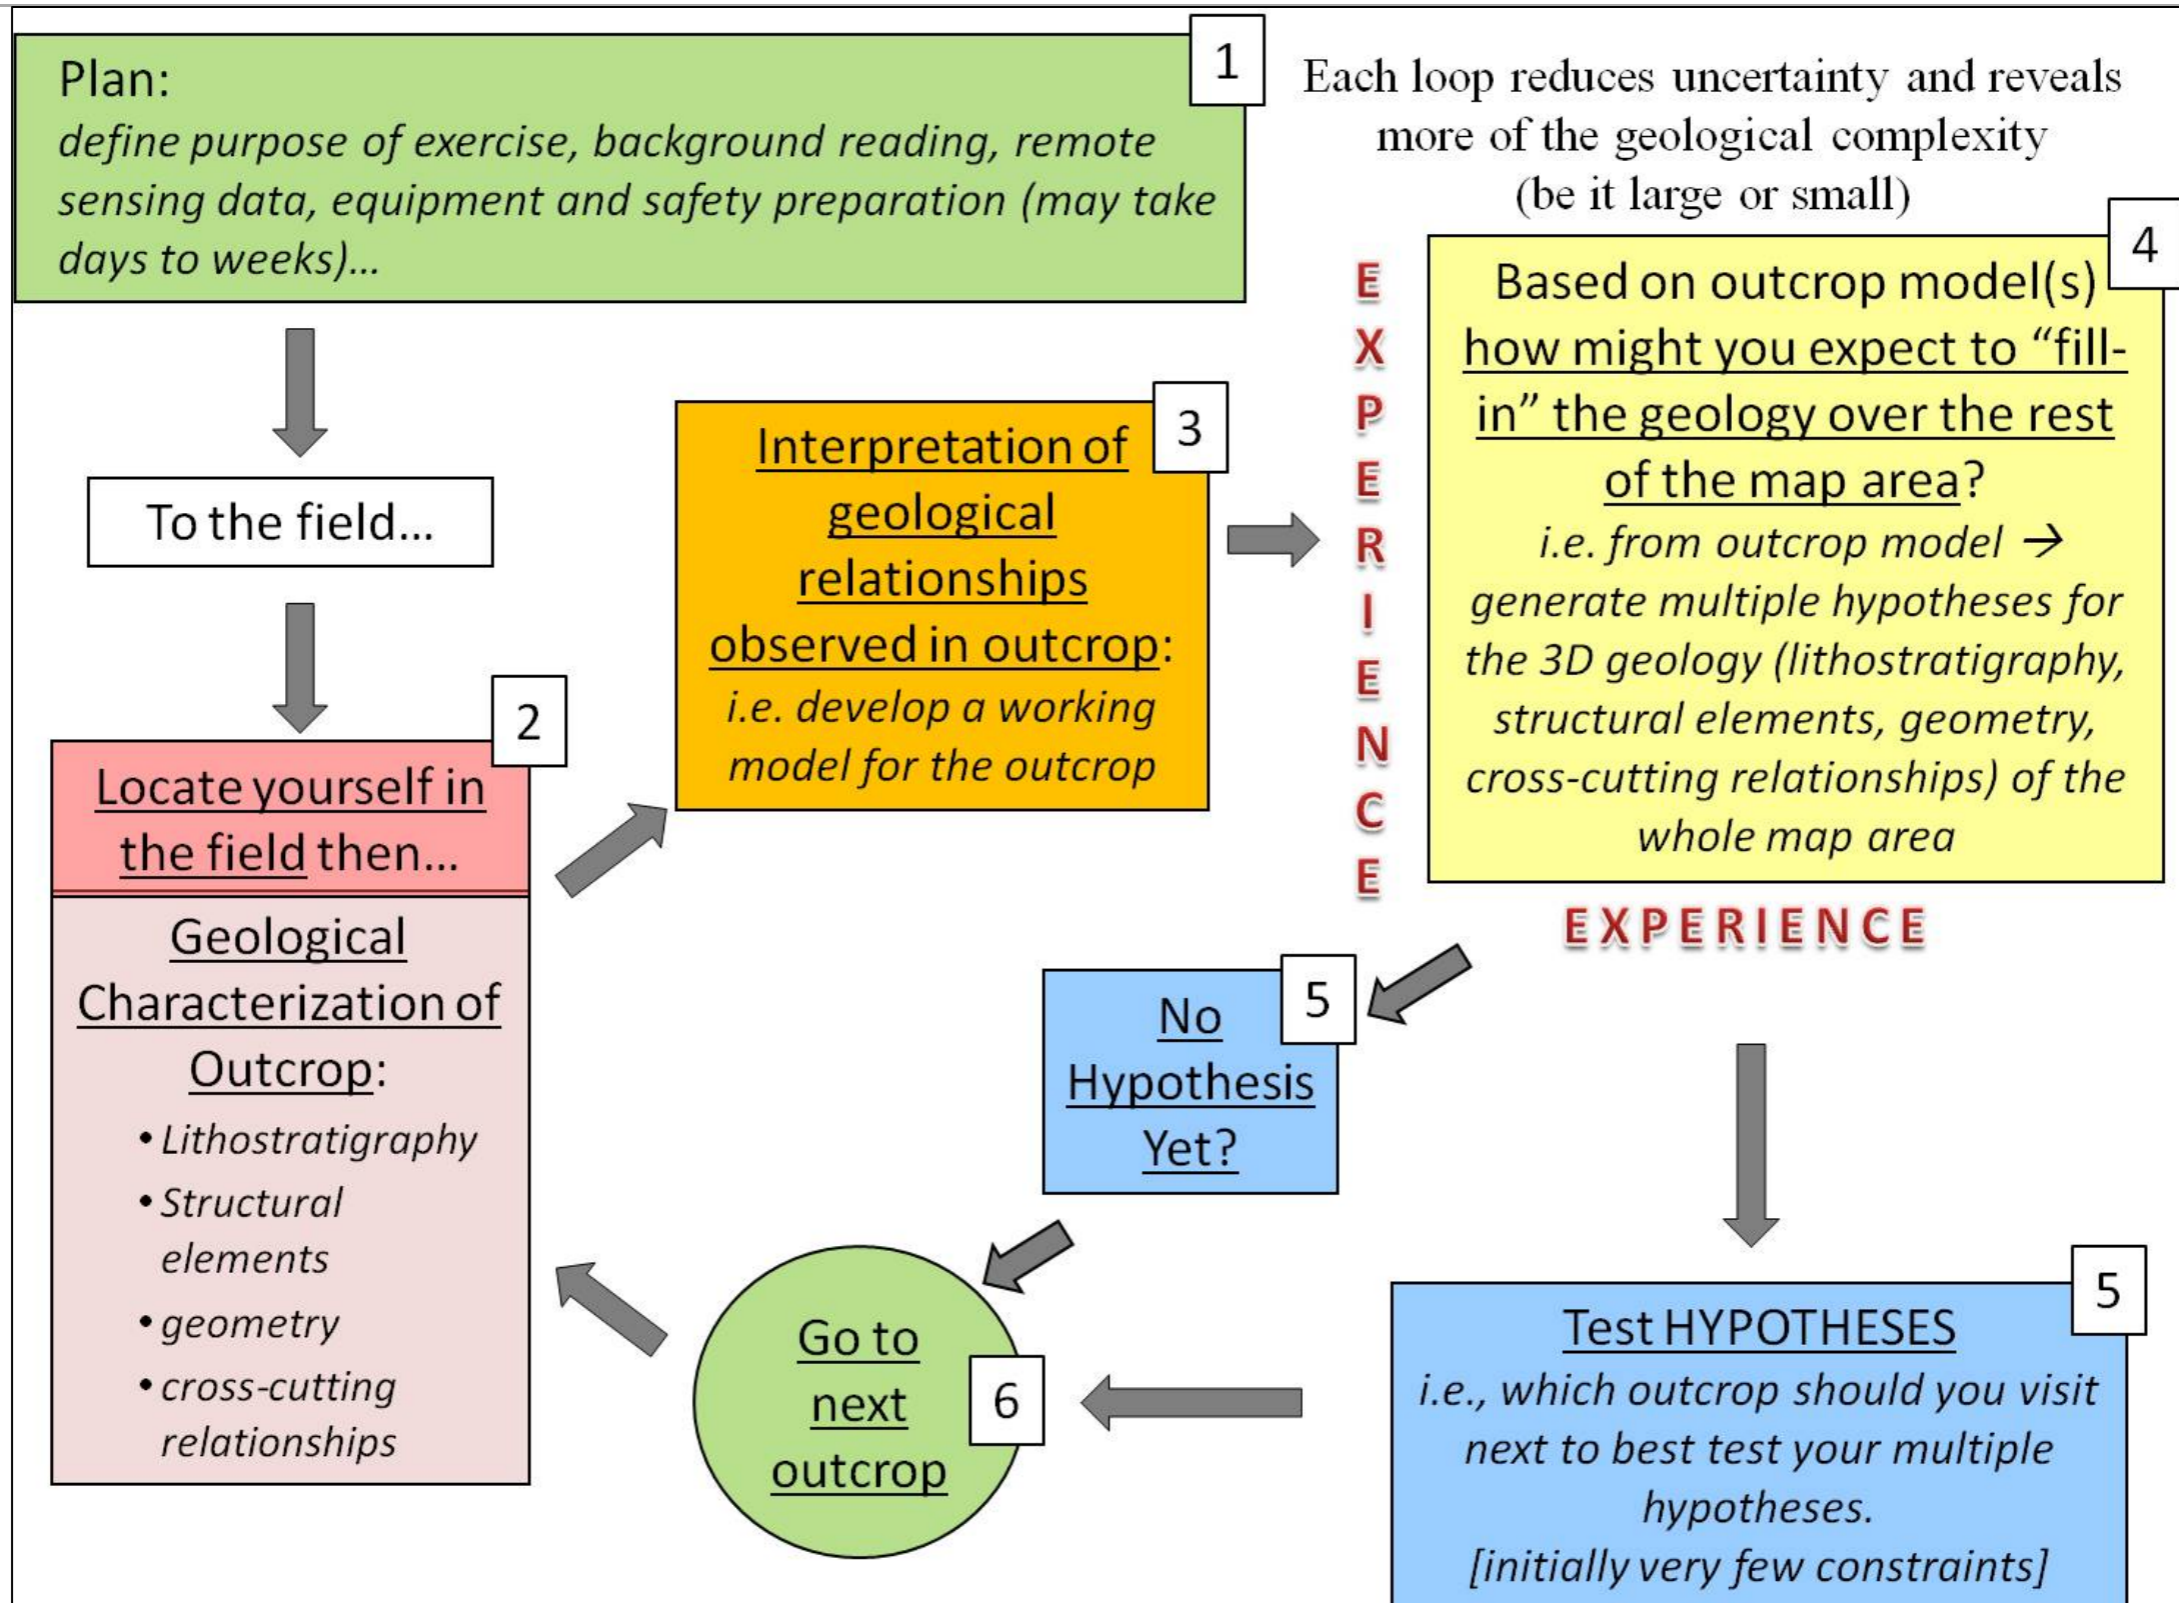 1
Plan:
define purpose of exercise, background reading, remote
sensing data, equipment and safety preparation (may take
days to weeks)...
Each loop reduces uncertainty and reveals
more of the geological complexity
(be it large or small)
To the field...
2
Locate yourself in
the field then...
Geological
Characterization of
Outcrop:
• Lithostratigraphy
• Structural
elements
• geometry
• cross-cutting
relationships
3
Interpretation of
geological
relationships
observed in outcrop:
i.e. develop a working
model for the outcrop
EXPERIENCE
4
Based on outcrop model(s)
how might you expect to “fill-
in” the geology over the rest
of the map area?
i.e. from outcrop model →
generate multiple hypotheses for
the 3D geology (lithostratigraphy,
structural elements, geometry,
cross-cutting relationships) of the
whole map area
EXPERIENCE
5
No
Hypothesis
Yet?
5
Test HYPOTHESES
i.e., which outcrop should you visit
next to best test your multiple
hypotheses.
[initially very few constraints]
6
Go to
next
outcrop